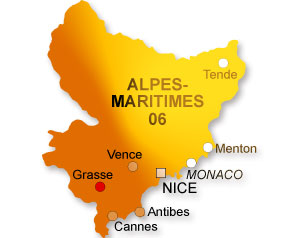 ALPES-
MARITIMES
06
Tende
Menton
Vence
MONACO
Grasse
NICE
Antibes
Cannes